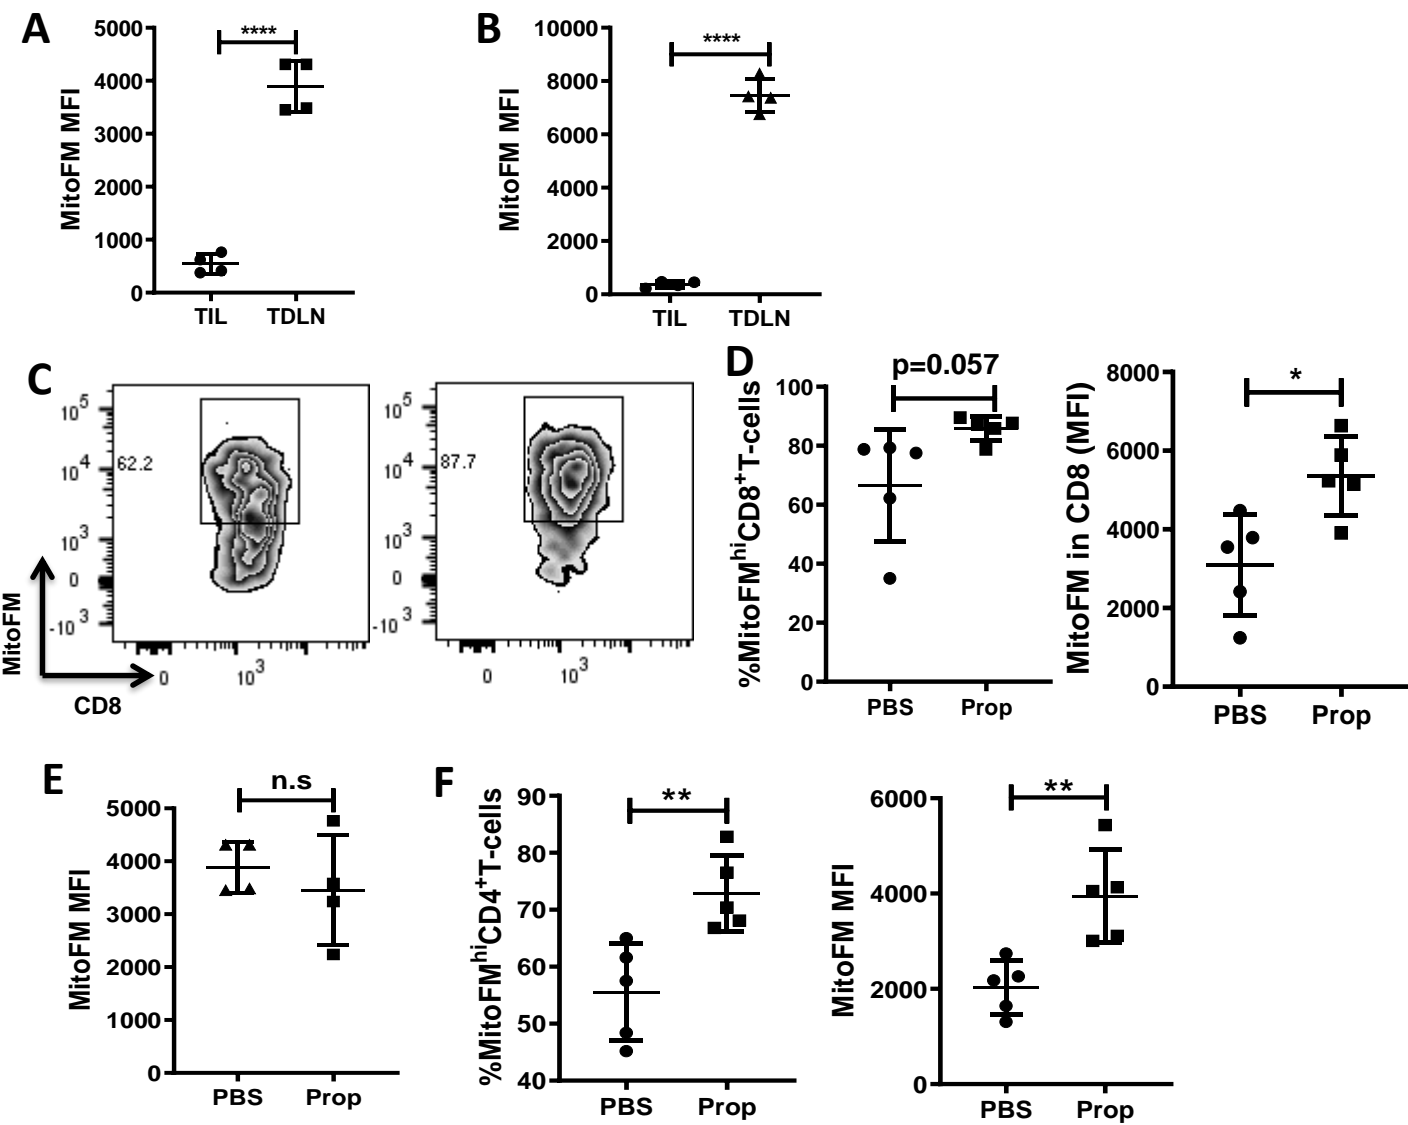 A
MitoFM MFI
5000
4000
3000
2000
1000
0
****
TIL
TDLN
B
MitoFM MFI
10000
8000
6000
4000
2000
0
****
TIL
TDLN
C
10^5
10^4
10^3
0
-10^3
62.2
0
10^3
MitoFM
CD8
10^5
10^4
10^3
0
-10^3
87.7
0
10^3
D
%MitoFM^hiCD8^+T-cells
100
80
60
40
20
0
p=0.057
PBS
Prop
MitoFM in CD8 (MFI)
8000
6000
4000
2000
0
*
PBS
Prop
E
MitoFM MFI
5000
4000
3000
2000
1000
0
n.s
PBS
Prop
F
%MitoFM^hiCD4^+T-cells
90
80
70
60
50
40
**
PBS
Prop
MitoFM MFI
6000
4000
2000
0
**
PBS
Prop